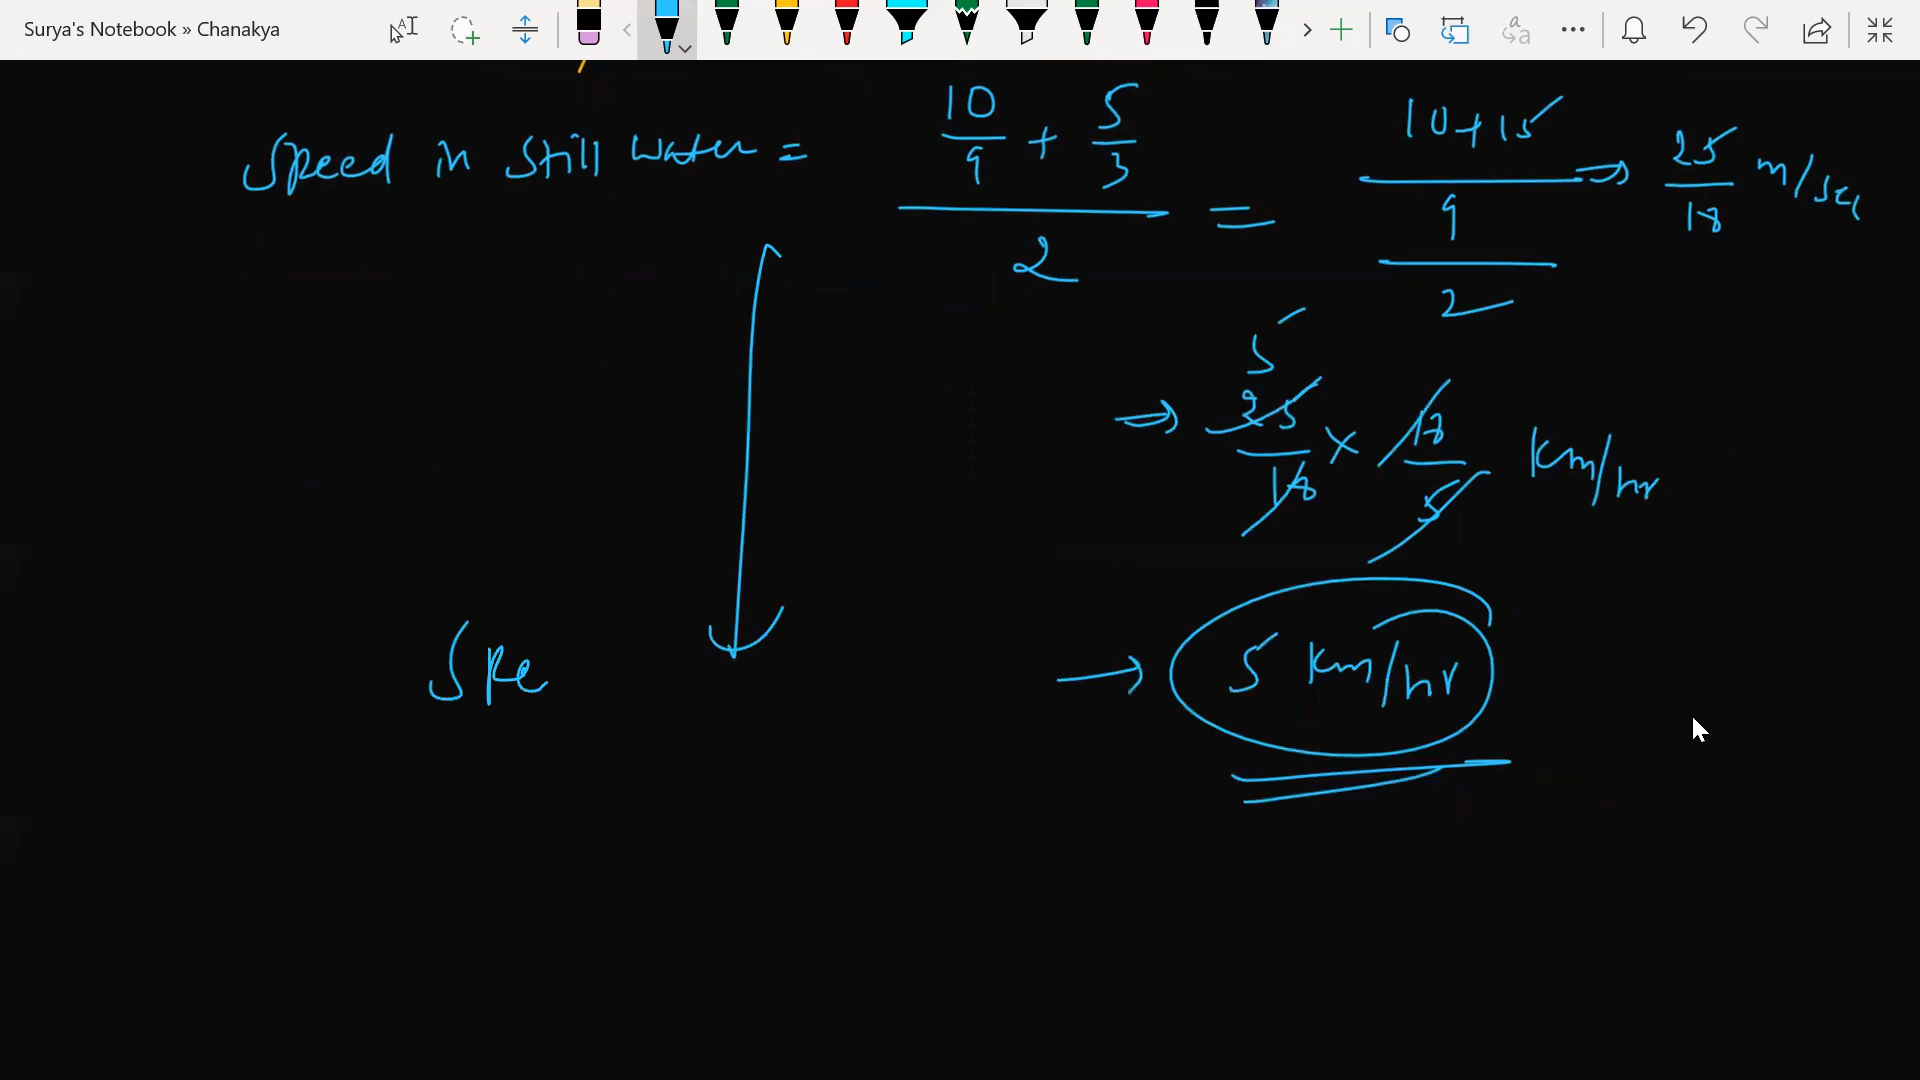 Surya's Notebook » Chanakya
Speed in still water = (10/9 + 5/3)/2 = ((10+15)/9)/2 ⇒ 25/18 m/sec
5
⇒ 25/18 × 18/5 km/hr
Spe → 5 km/hr